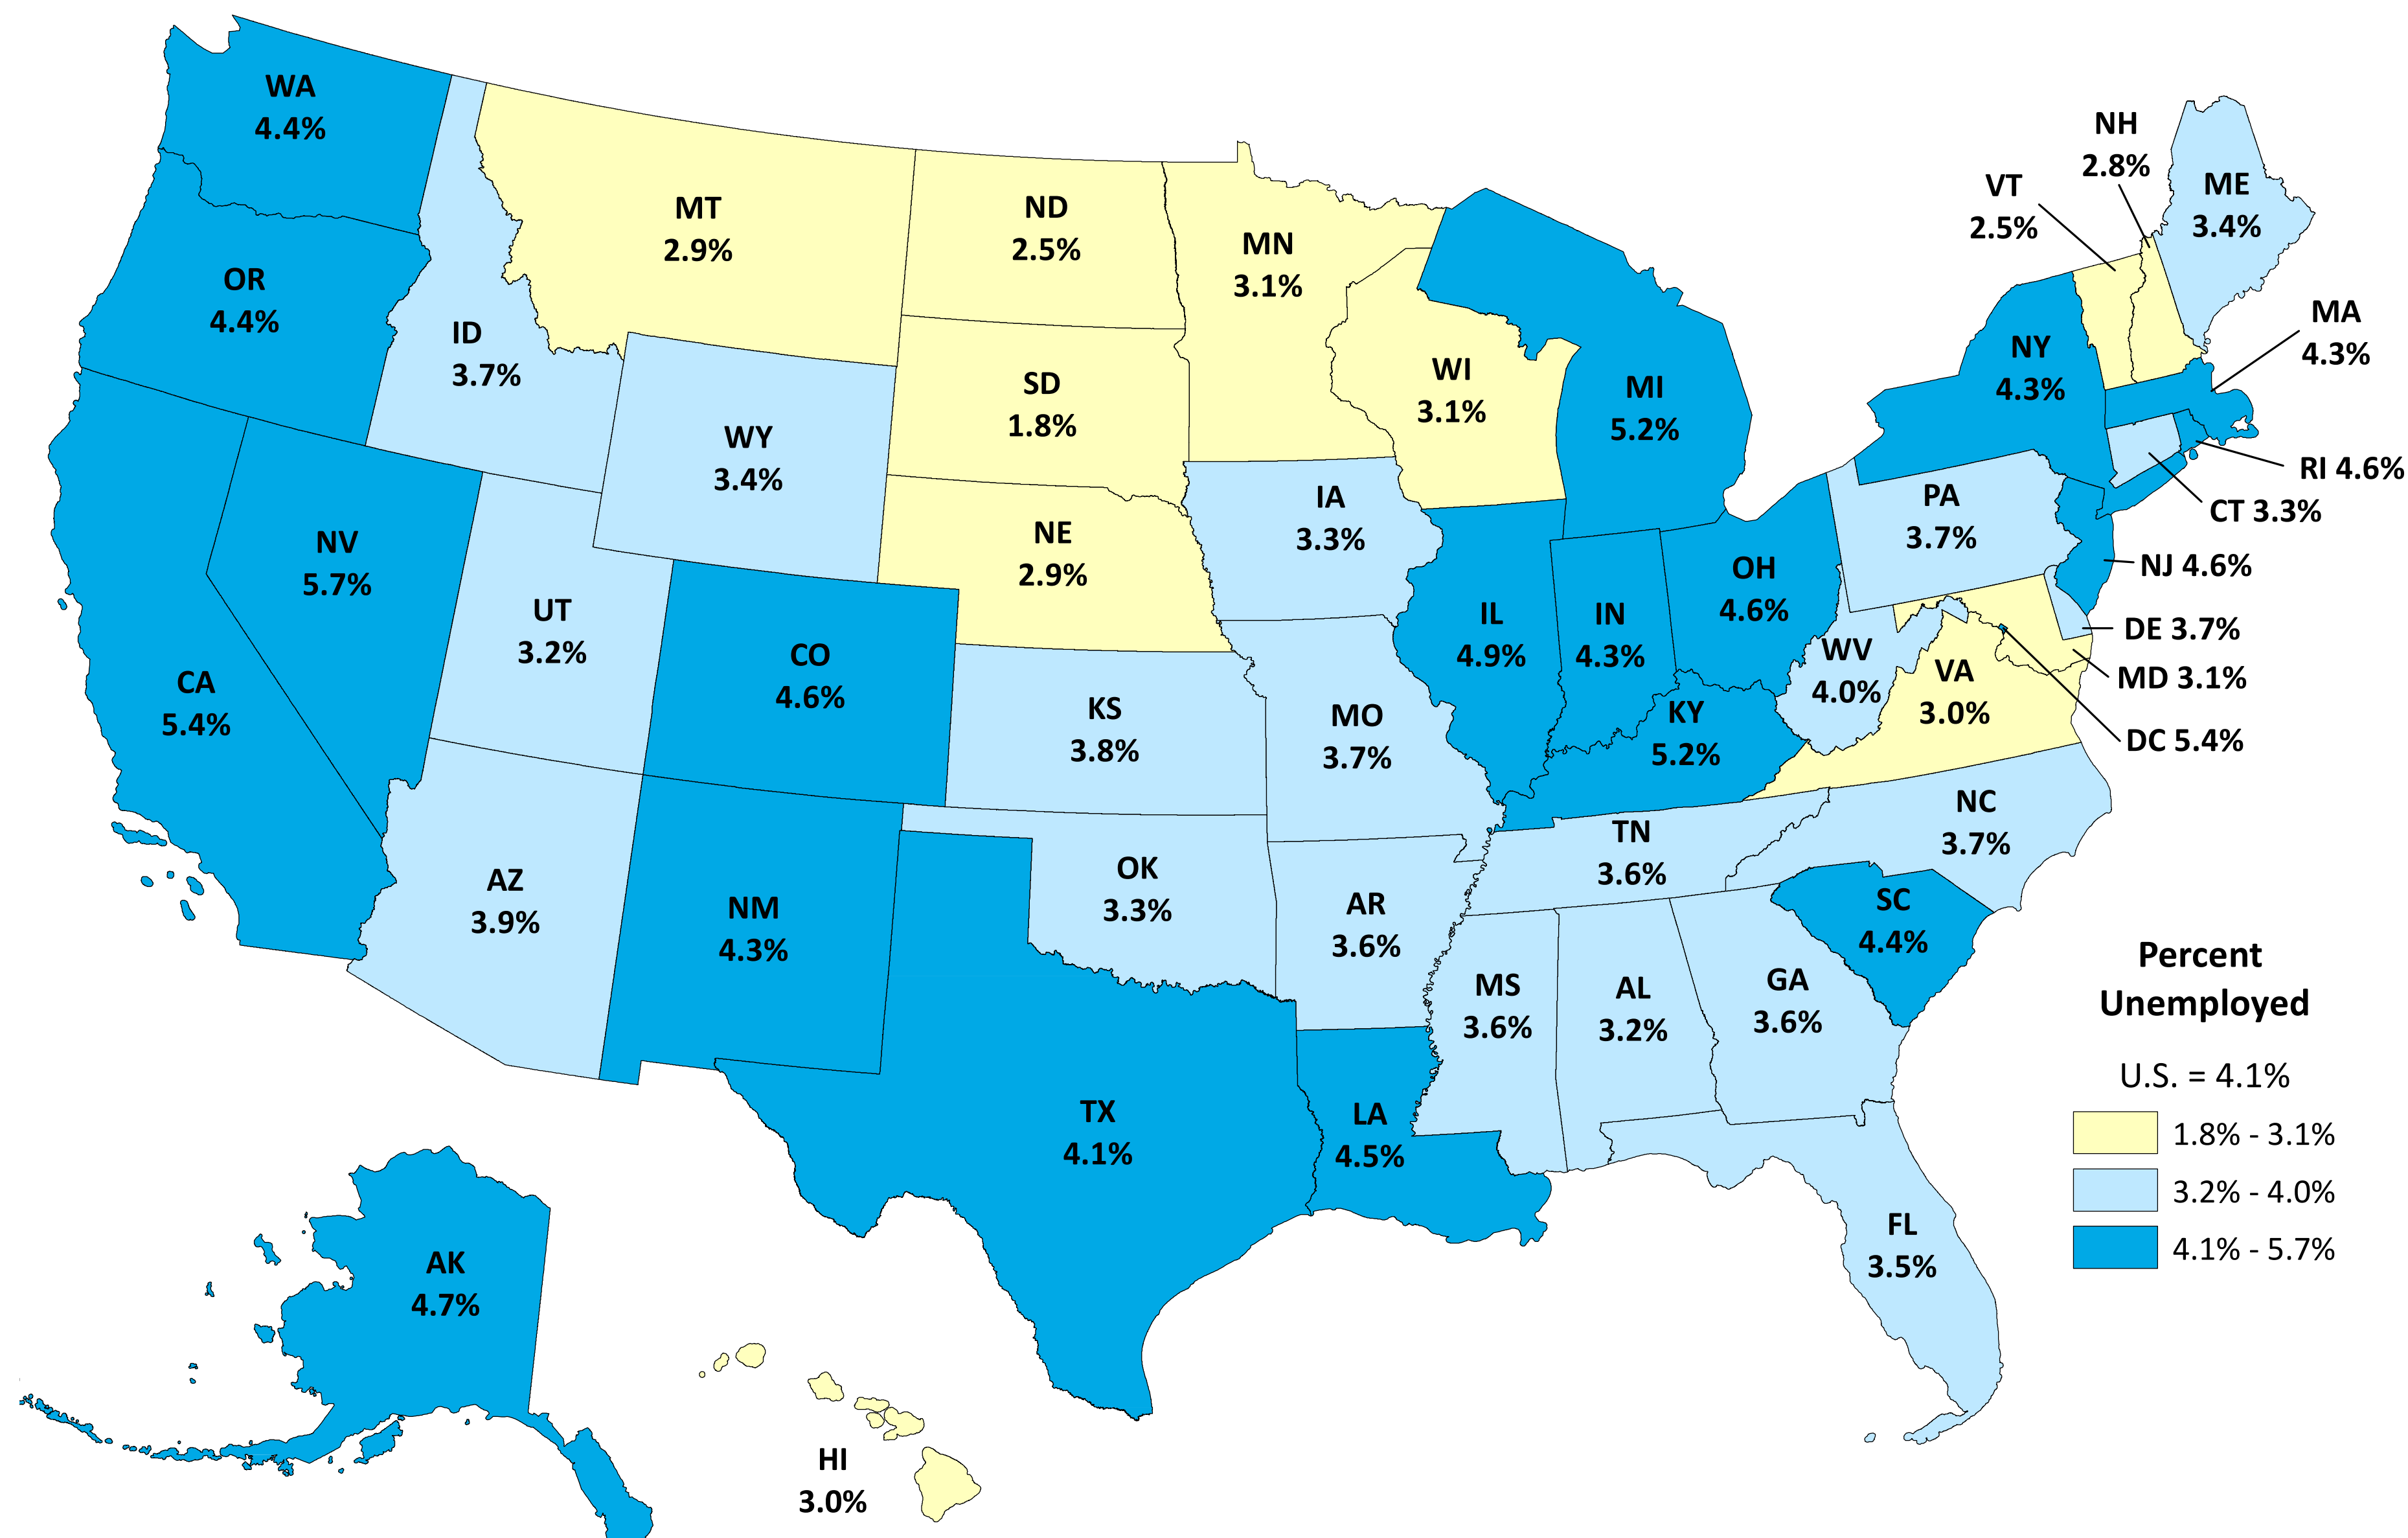 WA
4.4%
OR
4.4%
CA
5.4%
NV
5.7%
ID
3.7%
MT
2.9%
WY
3.4%
UT
3.2%
CO
4.6%
AZ
3.9%
NM
4.3%
ND
2.5%
SD
1.8%
NE
2.9%
KS
3.8%
OK
3.3%
TX
4.1%
MN
3.1%
IA
3.3%
MO
3.7%
AR
3.6%
LA
4.5%
WI
3.1%
IL
4.9%
MI
5.2%
IN
4.3%
OH
4.6%
KY
5.2%
TN
3.6%
MS
3.6%
AL
3.2%
GA
3.6%
FL
3.5%
SC
4.4%
NC
3.7%
VA
3.0%
WV
4.0%
PA
3.7%
NY
4.3%
VT
2.5%
NH
2.8%
ME
3.4%
MA
4.3%
RI 4.6%
CT 3.3%
NJ 4.6%
DE 3.7%
MD 3.1%
DC 5.4%
AK
4.7%
HI
3.0%
Percent
Unemployed
U.S. = 4.1%
1.8% - 3.1%
3.2% - 4.0%
4.1% - 5.7%